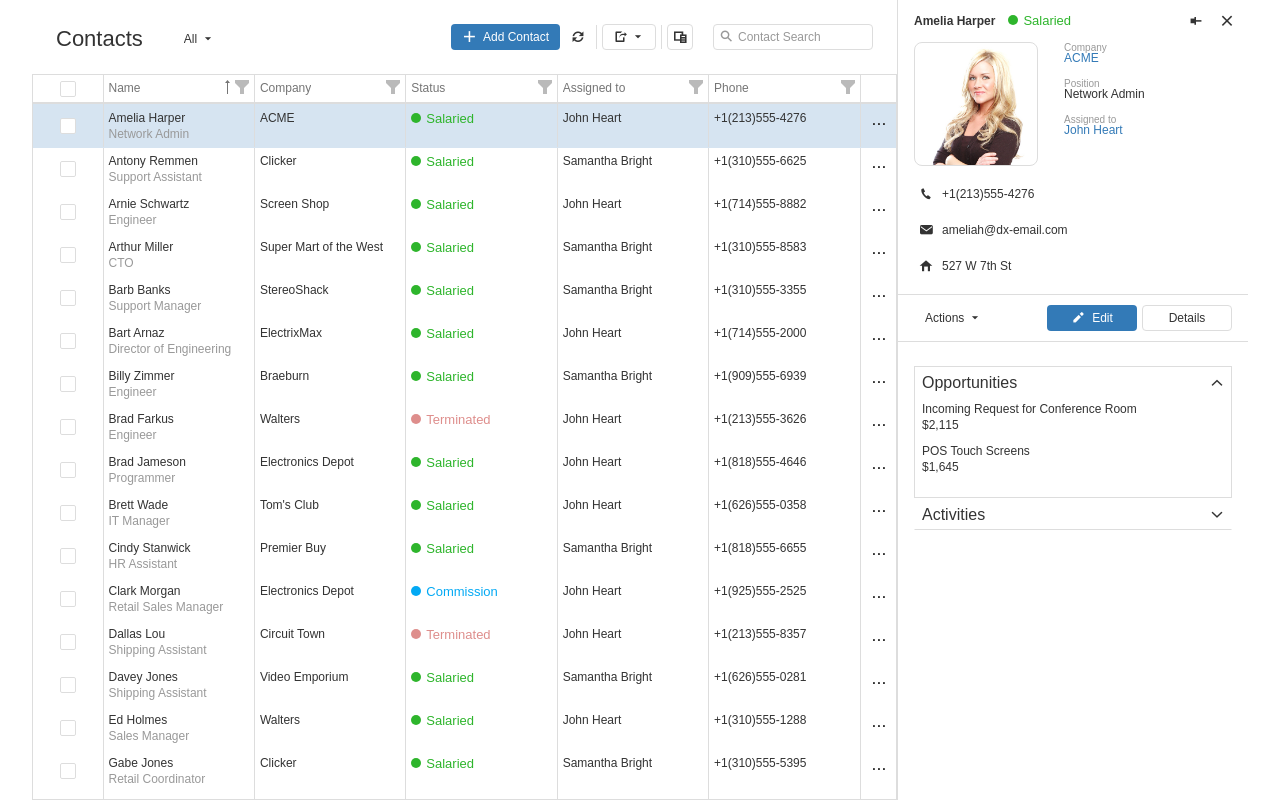 Contacts
All
Add Contact
Contact Search
Name
Company
Status
Assigned to
Phone
Amelia Harper
Network Admin
ACME
Salaried
John Heart
+1(213)555-4276
Antony Remmen
Support Assistant
Clicker
Salaried
Samantha Bright
+1(310)555-6625
Arnie Schwartz
Engineer
Screen Shop
Salaried
John Heart
+1(714)555-8882
Arthur Miller
CTO
Super Mart of the West
Salaried
Samantha Bright
+1(310)555-8583
Barb Banks
Support Manager
StereoShack
Salaried
Samantha Bright
+1(310)555-3355
Bart Arnaz
Director of Engineering
ElectrixMax
Salaried
John Heart
+1(714)555-2000
Billy Zimmer
Engineer
Braeburn
Salaried
Samantha Bright
+1(909)555-6939
Brad Farkus
Engineer
Walters
Terminated
John Heart
+1(213)555-3626
Brad Jameson
Programmer
Electronics Depot
Salaried
John Heart
+1(818)555-4646
Brett Wade
IT Manager
Tom's Club
Salaried
John Heart
+1(626)555-0358
Cindy Stanwick
HR Assistant
Premier Buy
Salaried
Samantha Bright
+1(818)555-6655
Clark Morgan
Retail Sales Manager
Electronics Depot
Commission
John Heart
+1(925)555-2525
Dallas Lou
Shipping Assistant
Circuit Town
Terminated
John Heart
+1(213)555-8357
Davey Jones
Shipping Assistant
Video Emporium
Salaried
Samantha Bright
+1(626)555-0281
Ed Holmes
Sales Manager
Walters
Salaried
John Heart
+1(310)555-1288
Gabe Jones
Retail Coordinator
Clicker
Salaried
Samantha Bright
+1(310)555-5395
Amelia Harper
Salaried
Company
ACME
Position
Network Admin
Assigned to
John Heart
+1(213)555-4276
ameliah@dx-email.com
527 W 7th St
Actions
Edit
Details
Opportunities
Incoming Request for Conference Room
$2,115
POS Touch Screens
$1,645
Activities